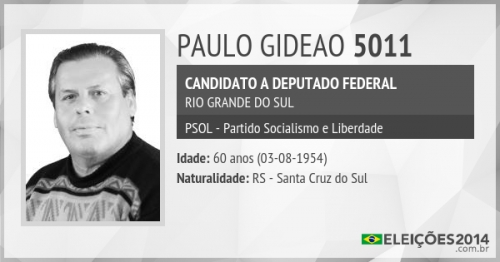 PAULO GIDEAO 5011
CANDIDATO A DEPUTADO FEDERAL
RIO GRANDE DO SUL
PSOL - Partido Socialismo e Liberdade
Idade: 60 anos (03-08-1954)
Naturalidade: RS - Santa Cruz do Sul
ELEIÇÕES2014
.com.br